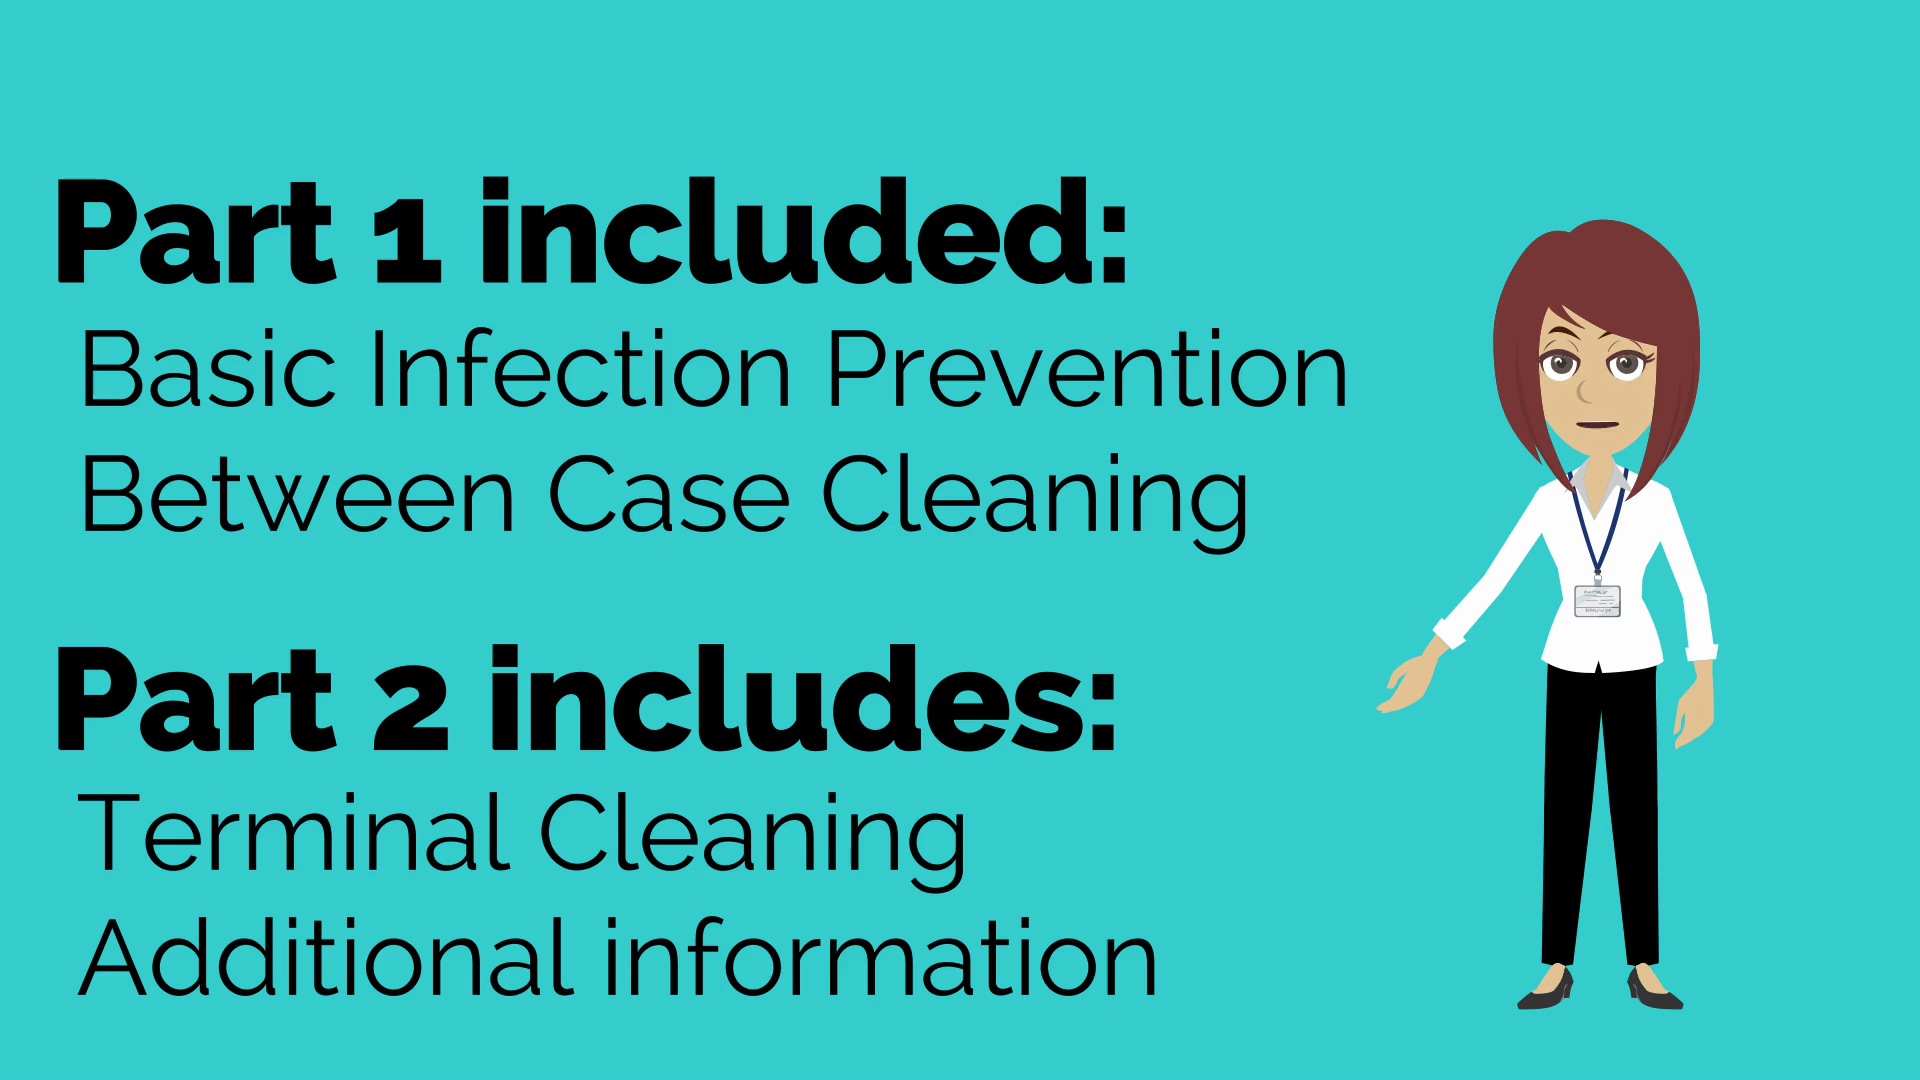 Part 1 included:
Basic Infection Prevention
Between Case Cleaning
Part 2 includes:
Terminal Cleaning
Additional information